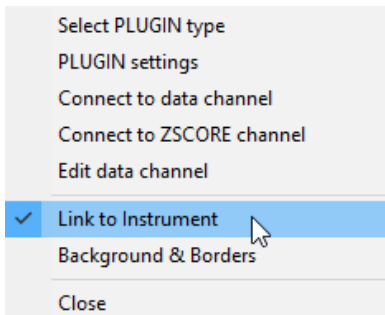 Select PLUGIN type
PLUGIN settings
Connect to data channel
Connect to ZSCORE channel
Edit data channel
Link to Instrument
Background & Borders
Close